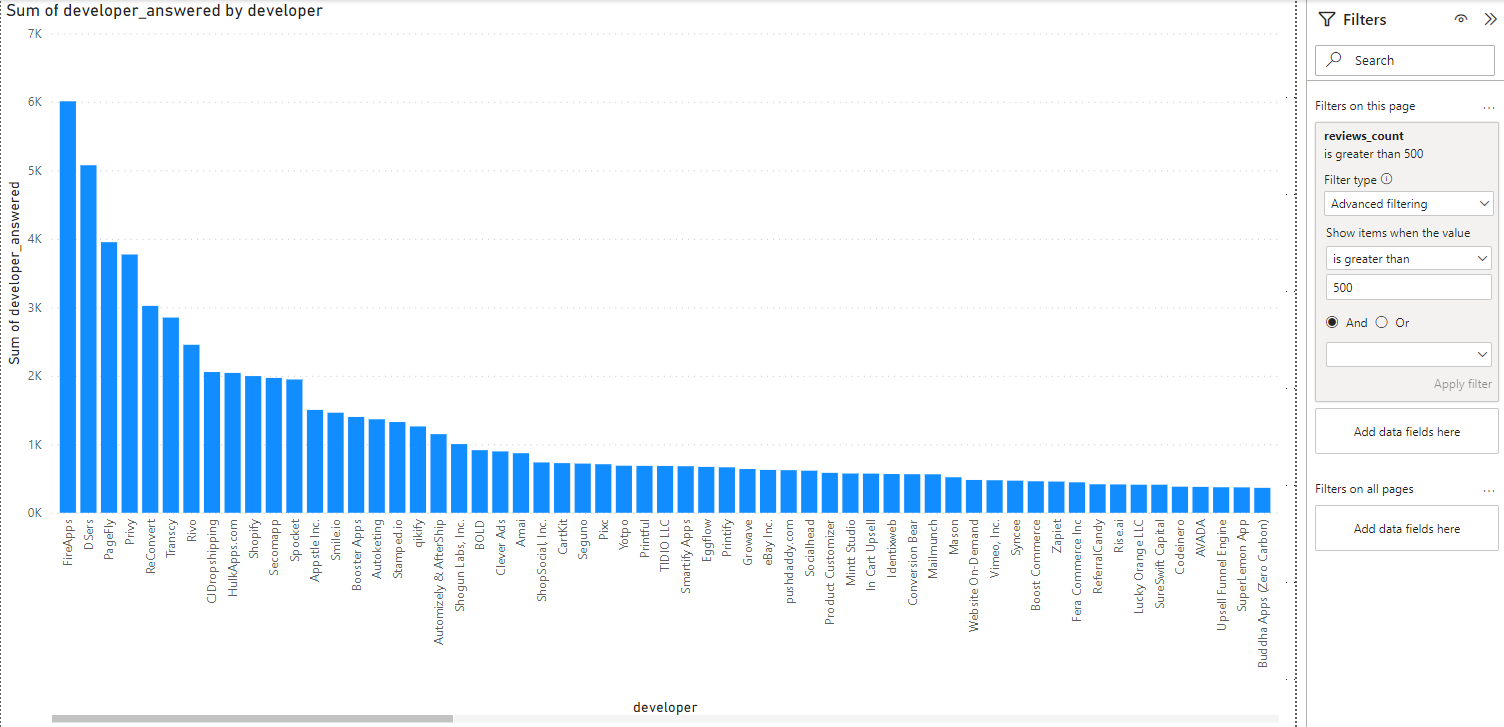 Sum of developer_answered by developer
7K
6K
5K
4K
3K
2K
1K
0K
Sum of developer_answered
FireApps
DSers
PageFly
Privy
ReConvert
Transcy
Rivo
CJDropshipping
HulkApps.com
Shopify
Secomapp
Spocket
Appstle Inc.
Smile.io
Booster Apps
Autoketing
Stamped.io
qikify
Automizely & AfterShip
Shogun Labs, Inc.
BOLD
Clever Ads
Amai
ShopSocial, Inc.
CartKit
Seguno
Pixc
Yotpo
Printful
TIDIO LLC
Smartify Apps
Eggflow
Printify
Growave
eBay Inc.
pushdaddy.com
Socialhead
Product Customizer
Mintt Studio
In Cart Upsell
Identixweb
Conversion Bear
Mailmunch
Mason
Website On-Demand
Vimeo, Inc.
Syncee
Boost Commerce
Zapiet
Fera Commerce Inc
ReferralCandy
Rise.ai
Lucky Orange LLC
SureSwift Capital
Codeinero
AVADA
Upsell Funnel Engine
SuperLemon App
Buddha Apps (Zero Carbon)
developer
Filters
Search
Filters on this page
...
reviews_count
is greater than 500
Filter type
Advanced filtering
Show items when the value
is greater than
500
And Or
Apply filter
Add data fields here
Filters on all pages
...
Add data fields here